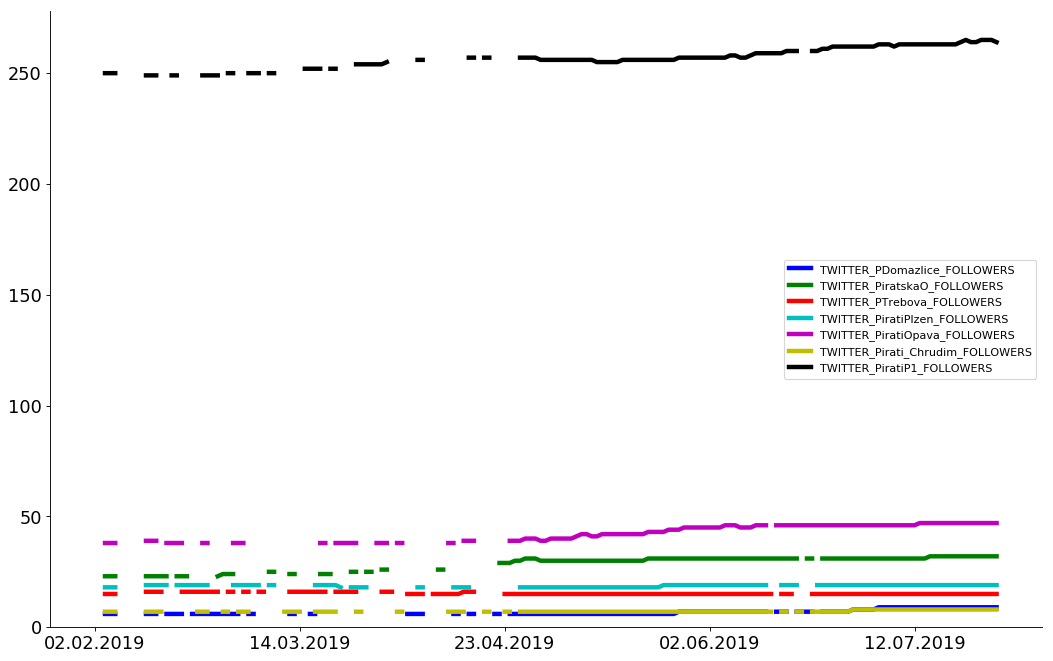 250
200
150
100
50
0
02.02.2019
14.03.2019
23.04.2019
02.06.2019
12.07.2019
TWITTER_PDomazlice_FOLLOWERS
TWITTER_PiratskaO_FOLLOWERS
TWITTER_PTrebova_FOLLOWERS
TWITTER_PiratiPlzen_FOLLOWERS
TWITTER_PiratiOpava_FOLLOWERS
TWITTER_Pirati_Chrudim_FOLLOWERS
TWITTER_PiratiP1_FOLLOWERS